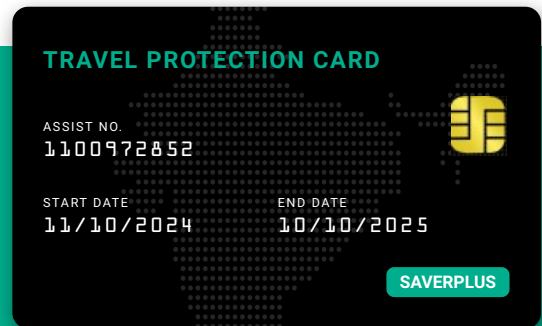 TRAVEL PROTECTION CARD
ASSIST NO.
1100972852
START DATE
11/10/2024
END DATE
10/10/2025
SAVERPLUS